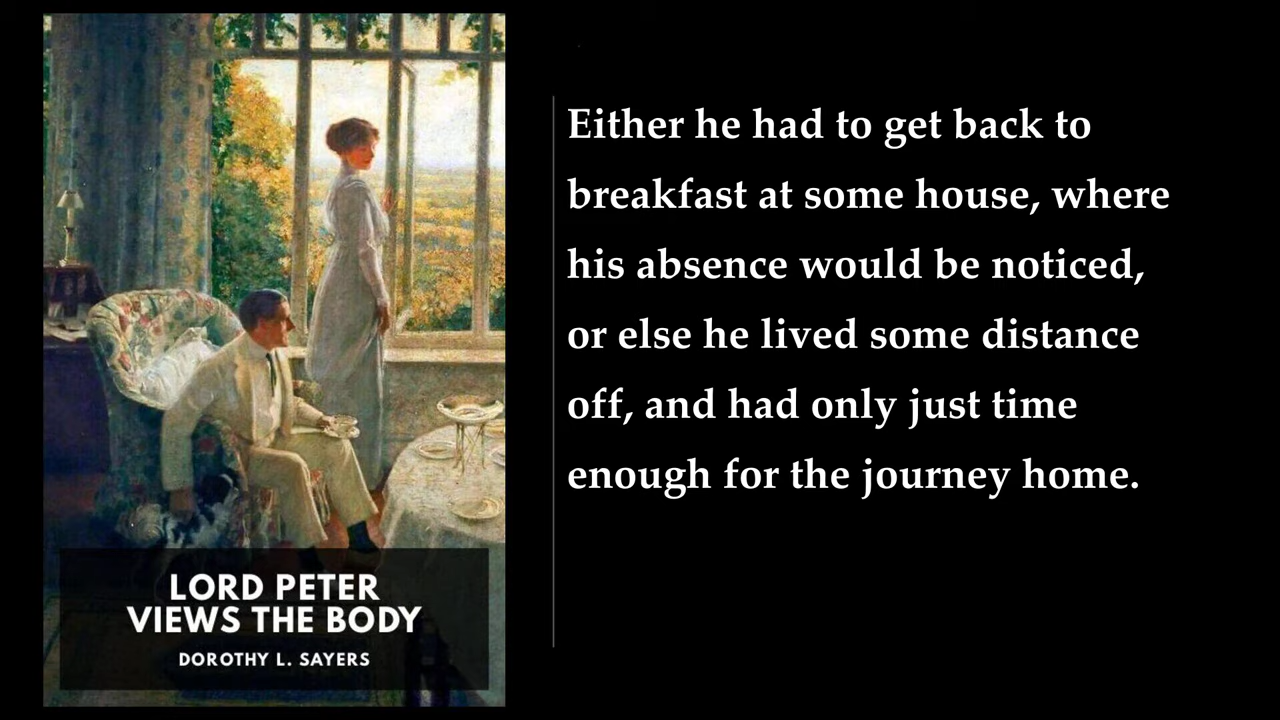 Either he had to get back to
breakfast at some house, where
his absence would be noticed,
or else he lived some distance
off, and had only just time
enough for the journey home.
LORD PETER
VIEWS THE BODY
DOROTHY L. SAYERS